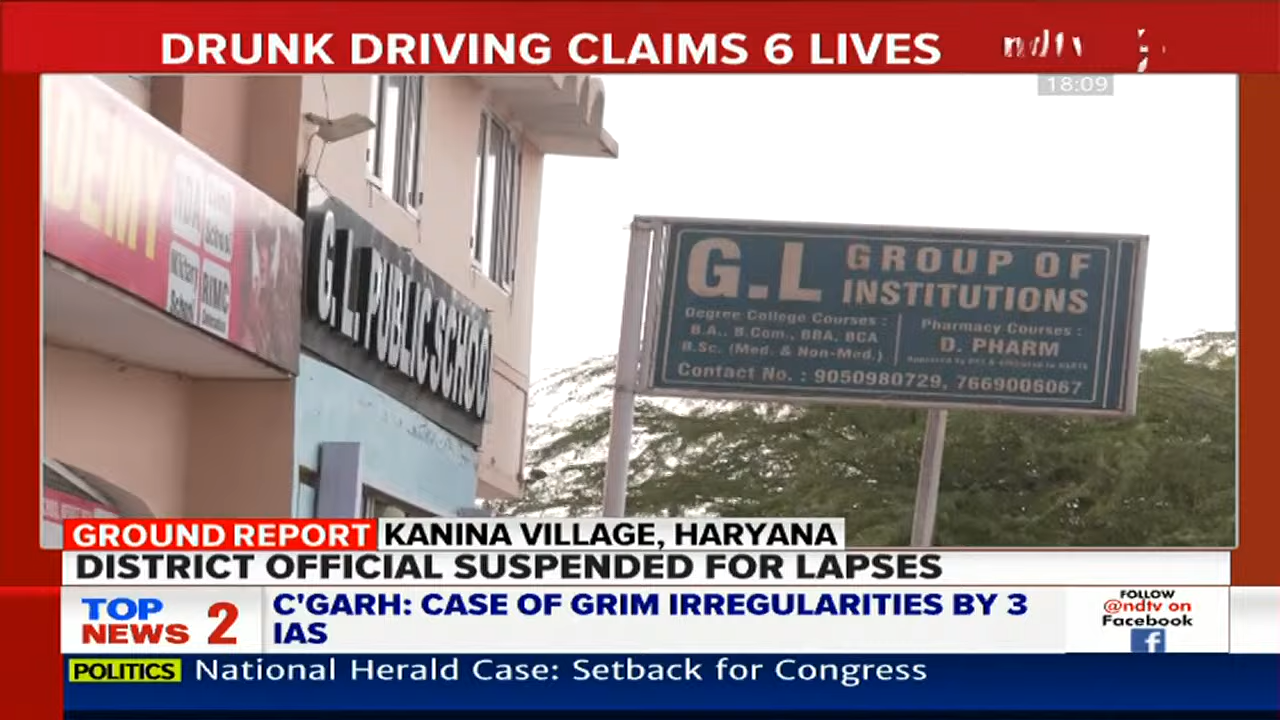 DRUNK DRIVING CLAIMS 6 LIVES
ndtv
18:09
DEMY
NDA
Military
School
RIMC
G.L. PUBLIC SCHOOL
G.L GROUP OF
INSTITUTIONS
Degree College Courses :
B.A., B.Com., BBA, BCA
B.Sc. (Med. & Non-Med.)
Pharmacy Courses :
D. PHARM
Contact No. : 9050980729, 7669006067
GROUND REPORT KANINA VILLAGE, HARYANA
DISTRICT OFFICIAL SUSPENDED FOR LAPSES
TOP
NEWS 2
C'GARH: CASE OF GRIM IRREGULARITIES BY 3
IAS
FOLLOW
@ndtv on
Facebook
f
POLITICS National Herald Case: Setback for Congress